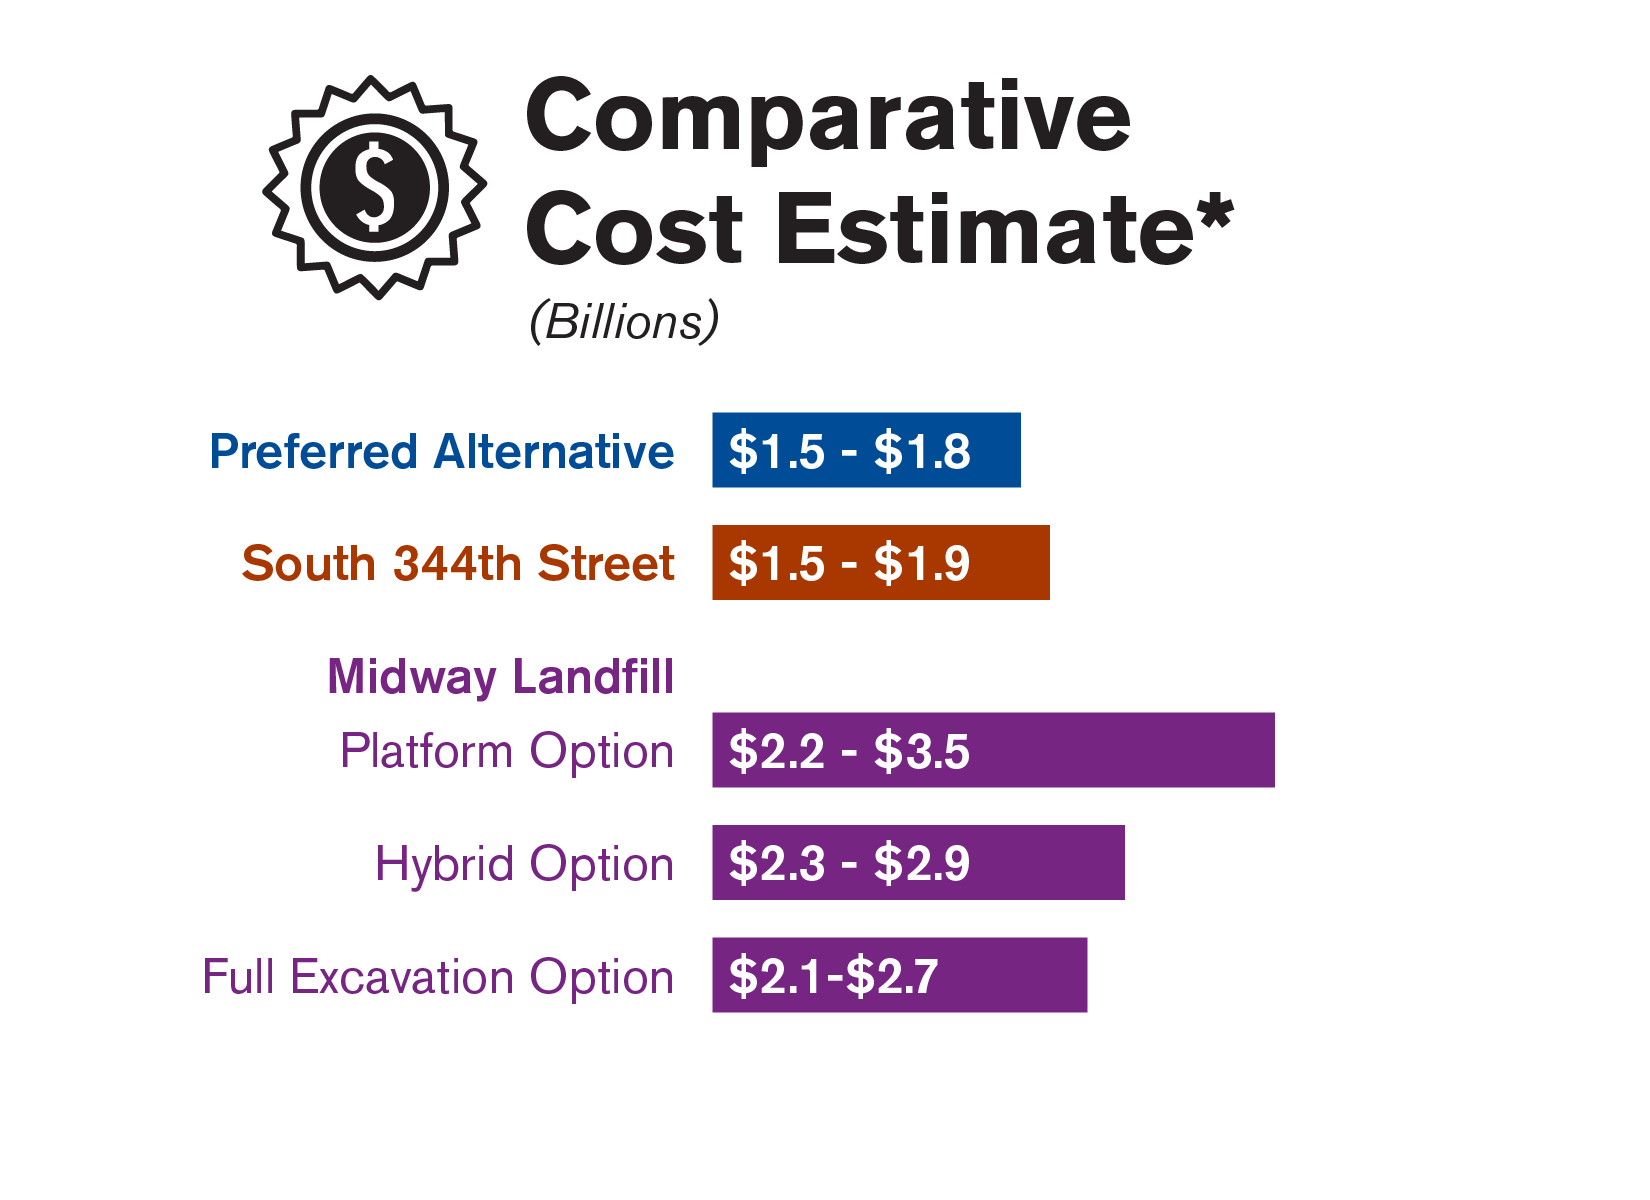 $
Comparative
Cost Estimate*
(Billions)
Preferred Alternative $1.5 - $1.8
South 344th Street $1.5 - $1.9
Midway Landfill
Platform Option $2.2 - $3.5
Hybrid Option $2.3 - $2.9
Full Excavation Option $2.1-$2.7